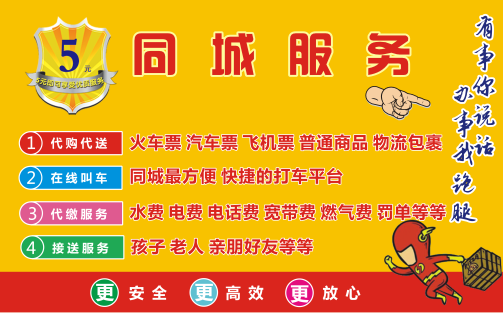 5元
同城服务
有事你说话
办事我跑腿
1 代购代送 火车票 汽车票 飞机票 普通商品 物流包裹
2 在线叫车 同城最方便 快捷的打车平台
3 代缴服务 水费 电费 电话费 宽带费 燃气费 罚单等等
4 接送服务 孩子 老人 亲朋好友等等
更 安全 更 高效 更 放心